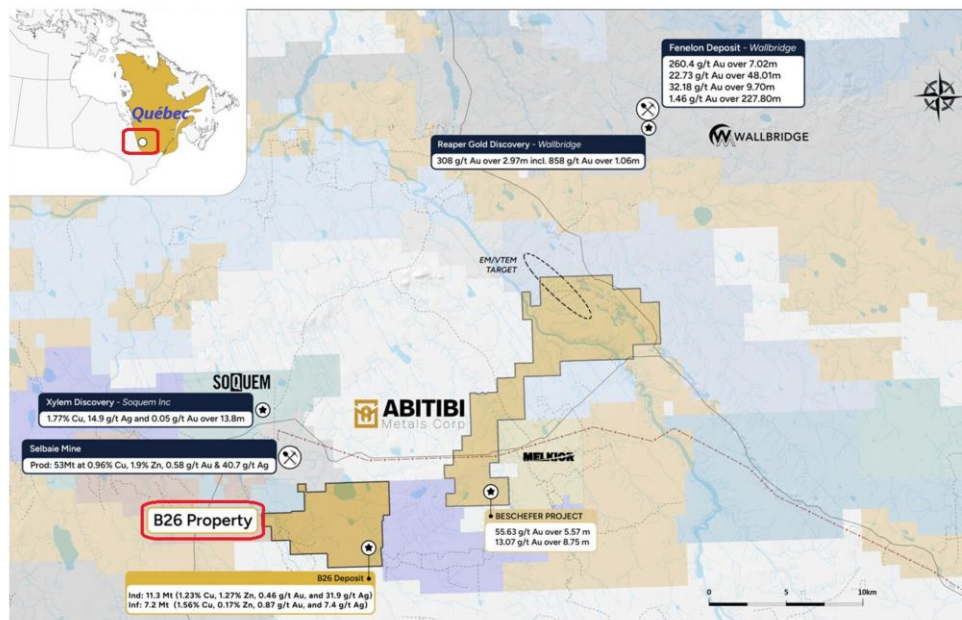 Québec
Fenelon Deposit - Wallbridge
260.4 g/t Au over 7.02m
22.73 g/t Au over 48.01m
32.18 g/t Au over 9.70m
1.46 g/t Au over 227.80m
WALLBRIDGE
Reaper Gold Discovery - Wallbridge
308 g/t Au over 2.97m incl. 858 g/t Au over 1.06m
EM/VTEM
TARGET
SOQUEM
Xylem Discovery - Soquem Inc
1.77% Cu, 14.9 g/t Ag and 0.05 g/t Au over 13.8m
ABITIBI
Metals Corp
Selbaie Mine
Prod: 53Mt at 0.96% Cu, 1.9% Zn, 0.58 g/t Au & 40.7 g/t Ag
MELKIOR
B26 Property
BESCHEFER PROJECT
55.63 g/t Au over 5.57 m
13.07 g/t Au over 8.75 m
B26 Deposit
Ind: 11.3 Mt (1.23% Cu, 1.27% Zn, 0.46 g/t Au, and 31.9 g/t Ag)
Inf: 7.2 Mt (1.56% Cu, 0.17% Zn, 0.87 g/t Au, and 7.4 g/t Ag)
0 5 10km